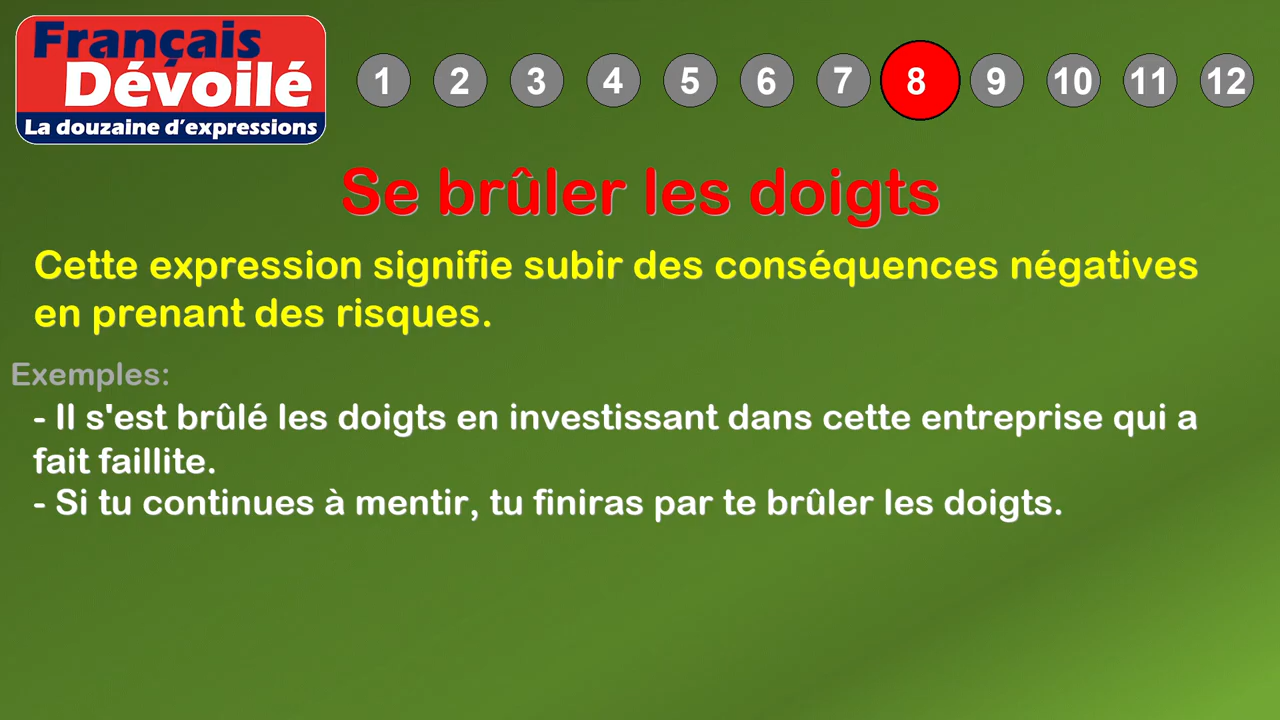 Français
Dévoilé
La douzaine d'expressions
1 2 3 4 5 6 7 8 9 10 11 12
Se brûler les doigts
Cette expression signifie subir des conséquences négatives
en prenant des risques.
Exemples:
- Il s'est brûlé les doigts en investissant dans cette entreprise qui a
fait faillite.
- Si tu continues à mentir, tu finiras par te brûler les doigts.